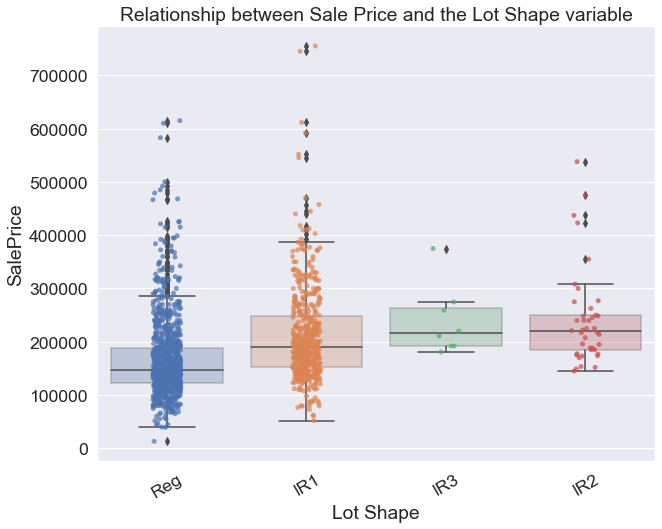 Relationship between Sale Price and the Lot Shape variable
SalePrice
700000
600000
500000
400000
300000
200000
100000
0
Reg
IR1
IR3
IR2
Lot Shape